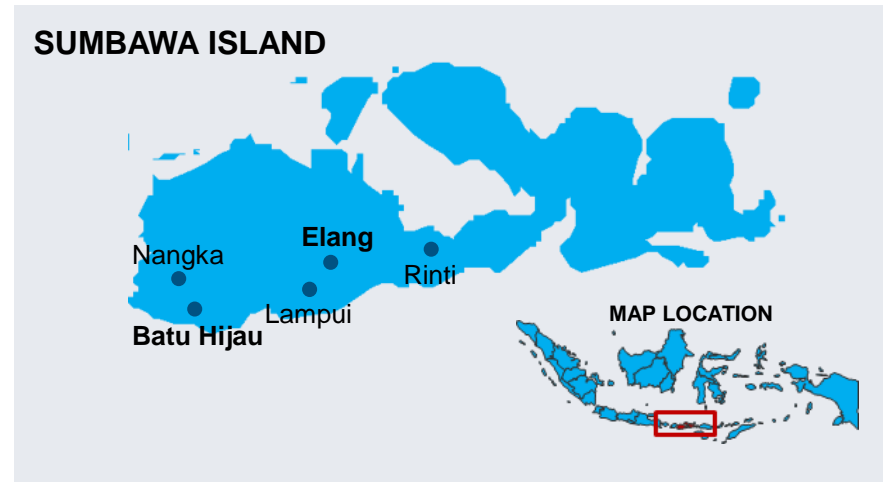 SUMBAWA ISLAND
Elang
Nangka
Rinti
Lampui
Batu Hijau
MAP LOCATION